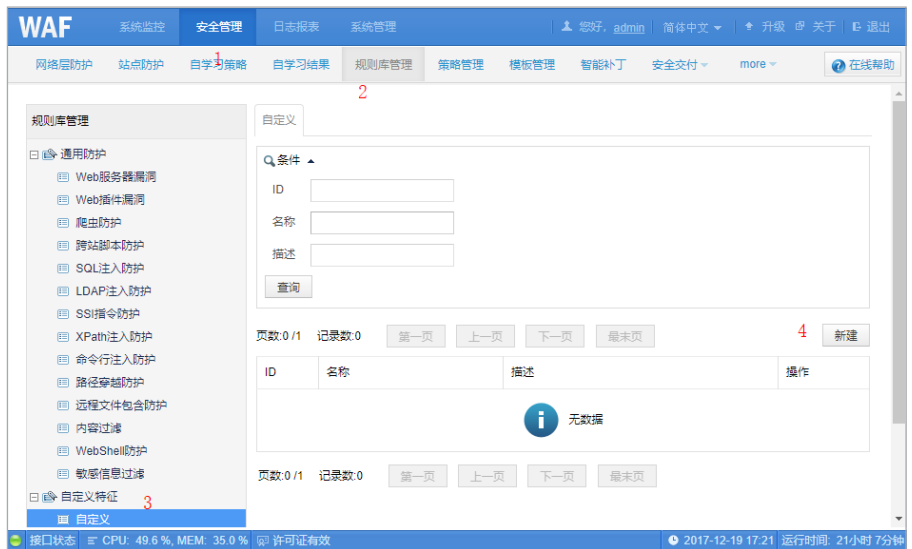 WAF 系统监控 安全管理 日志报表 系统管理 您好, admin 简体中文 升级 关于 退出
网络层防护 站点防护 自学习策略 自学习结果 规则库管理 策略管理 模板管理 智能补丁 安全交付 more 在线帮助
1
2
规则库管理
通用防护
Web服务器漏洞
Web插件漏洞
爬虫防护
跨站脚本防护
SQL注入防护
LDAP注入防护
SSI指令防护
XPath注入防护
命令行注入防护
路径穿越防护
远程文件包含防护
内容过滤
WebShell防护
敏感信息过滤
自定义特征
3
自定义
自定义
条件
ID
名称
描述
查询
页数:0 /1 记录数:0 第一页 上一页 下一页 最末页 4 新建
ID 名称 描述 操作
无数据
页数:0 /1 记录数:0 第一页 上一页 下一页 最末页
接口状态 CPU: 49.6 %, MEM: 35.0 % 许可证有效 2017-12-19 17:21 运行时间: 21小时 7分钟